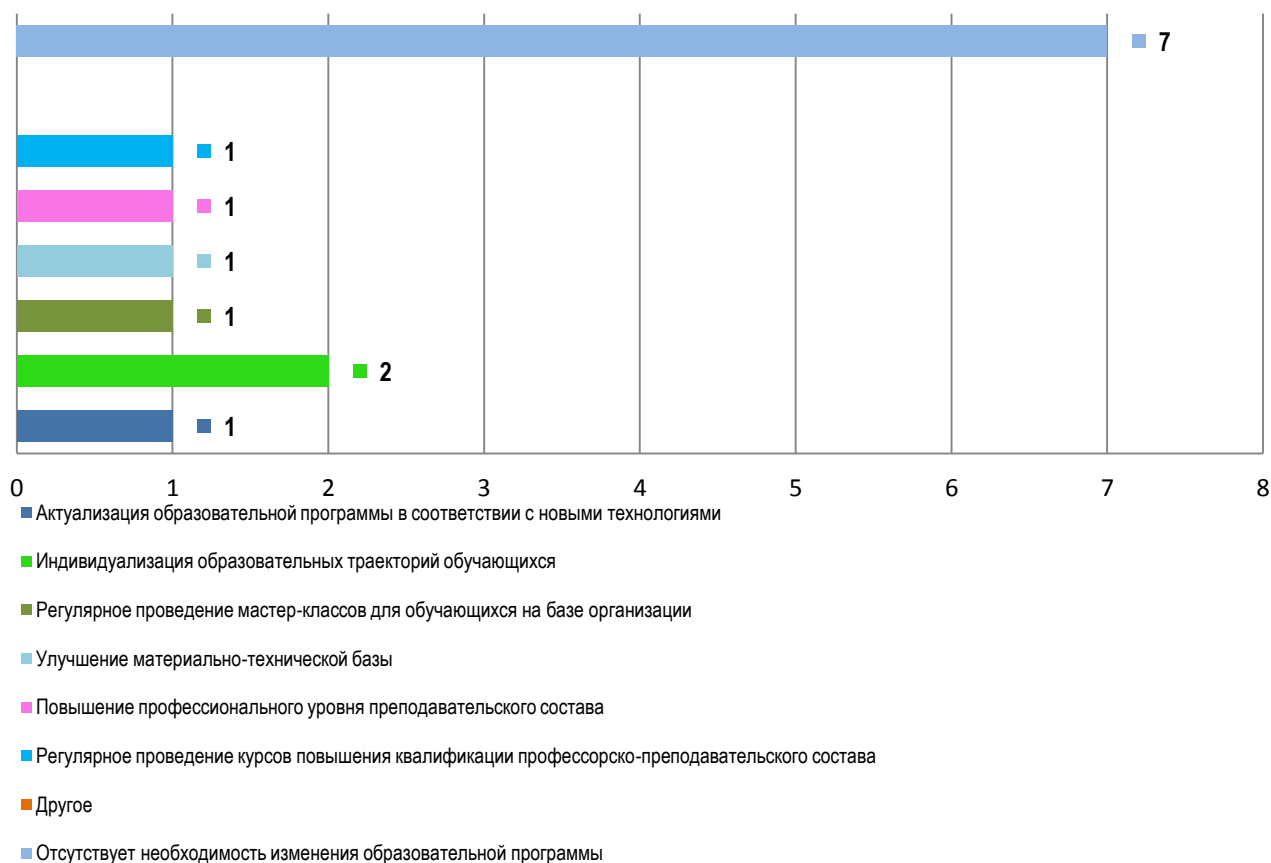 7
1
1
1
1
2
1
0 1 2 3 4 5 6 7 8
Актуализация образовательной программы в соответствии с новыми технологиями
Индивидуализация образовательных траекторий обучающихся
Регулярное проведение мастер-классов для обучающихся на базе организации
Улучшение материально-технической базы
Повышение профессионального уровня преподавательского состава
Регулярное проведение курсов повышения квалификации профессорско-преподавательского состава
Другое
Отсутствует необходимость изменения образовательной программы